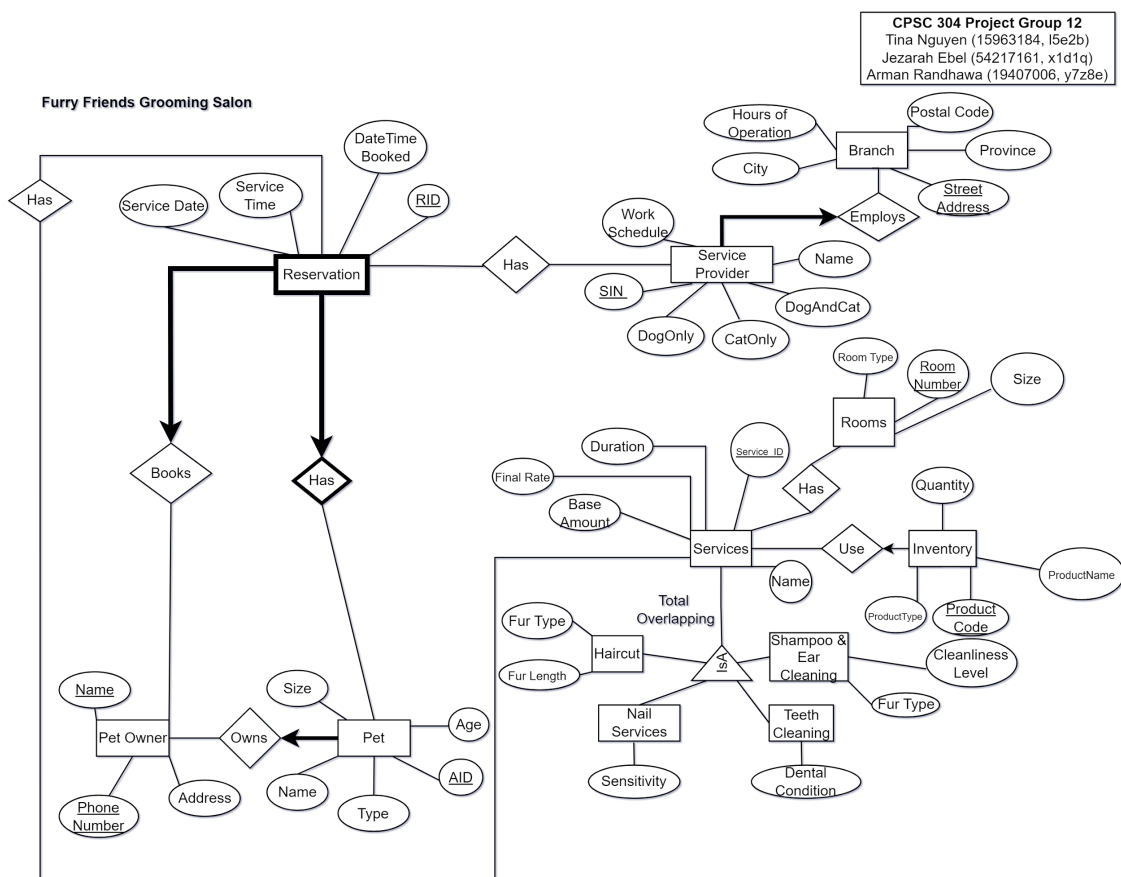 CPSC 304 Project Group 12
Tina Nguyen (15963184, l5e2b)
Jezarah Ebel (54217161, x1d1q)
Arman Randhawa (19407006, y7z8e)
Furry Friends Grooming Salon
Hours of
Operation
Postal Code
Branch
Province
City
Street
Address
DateTime
Booked
Has
Service Date
Service
Time
RID
Work
Schedule
Employs
Reservation
Has
Service
Provider
Name
SIN
DogOnly
CatOnly
DogAndCat
Room Type
Room
Number
Size
Rooms
Duration
Service_ID
Books
Has
Final Rate
Has
Quantity
Base
Amount
Services
Use
Inventory
ProductName
Name
ProductType
Product
Code
Total
Overlapping
Fur Type
Haircut
Fur Length
IsA
Shampoo &
Ear
Cleaning
Cleanliness
Level
Fur Type
Nail
Services
Teeth
Cleaning
Sensitivity
Dental
Condition
Name
Size
Age
Pet Owner
Owns
Pet
Phone
Number
Address
Name
Type
AID